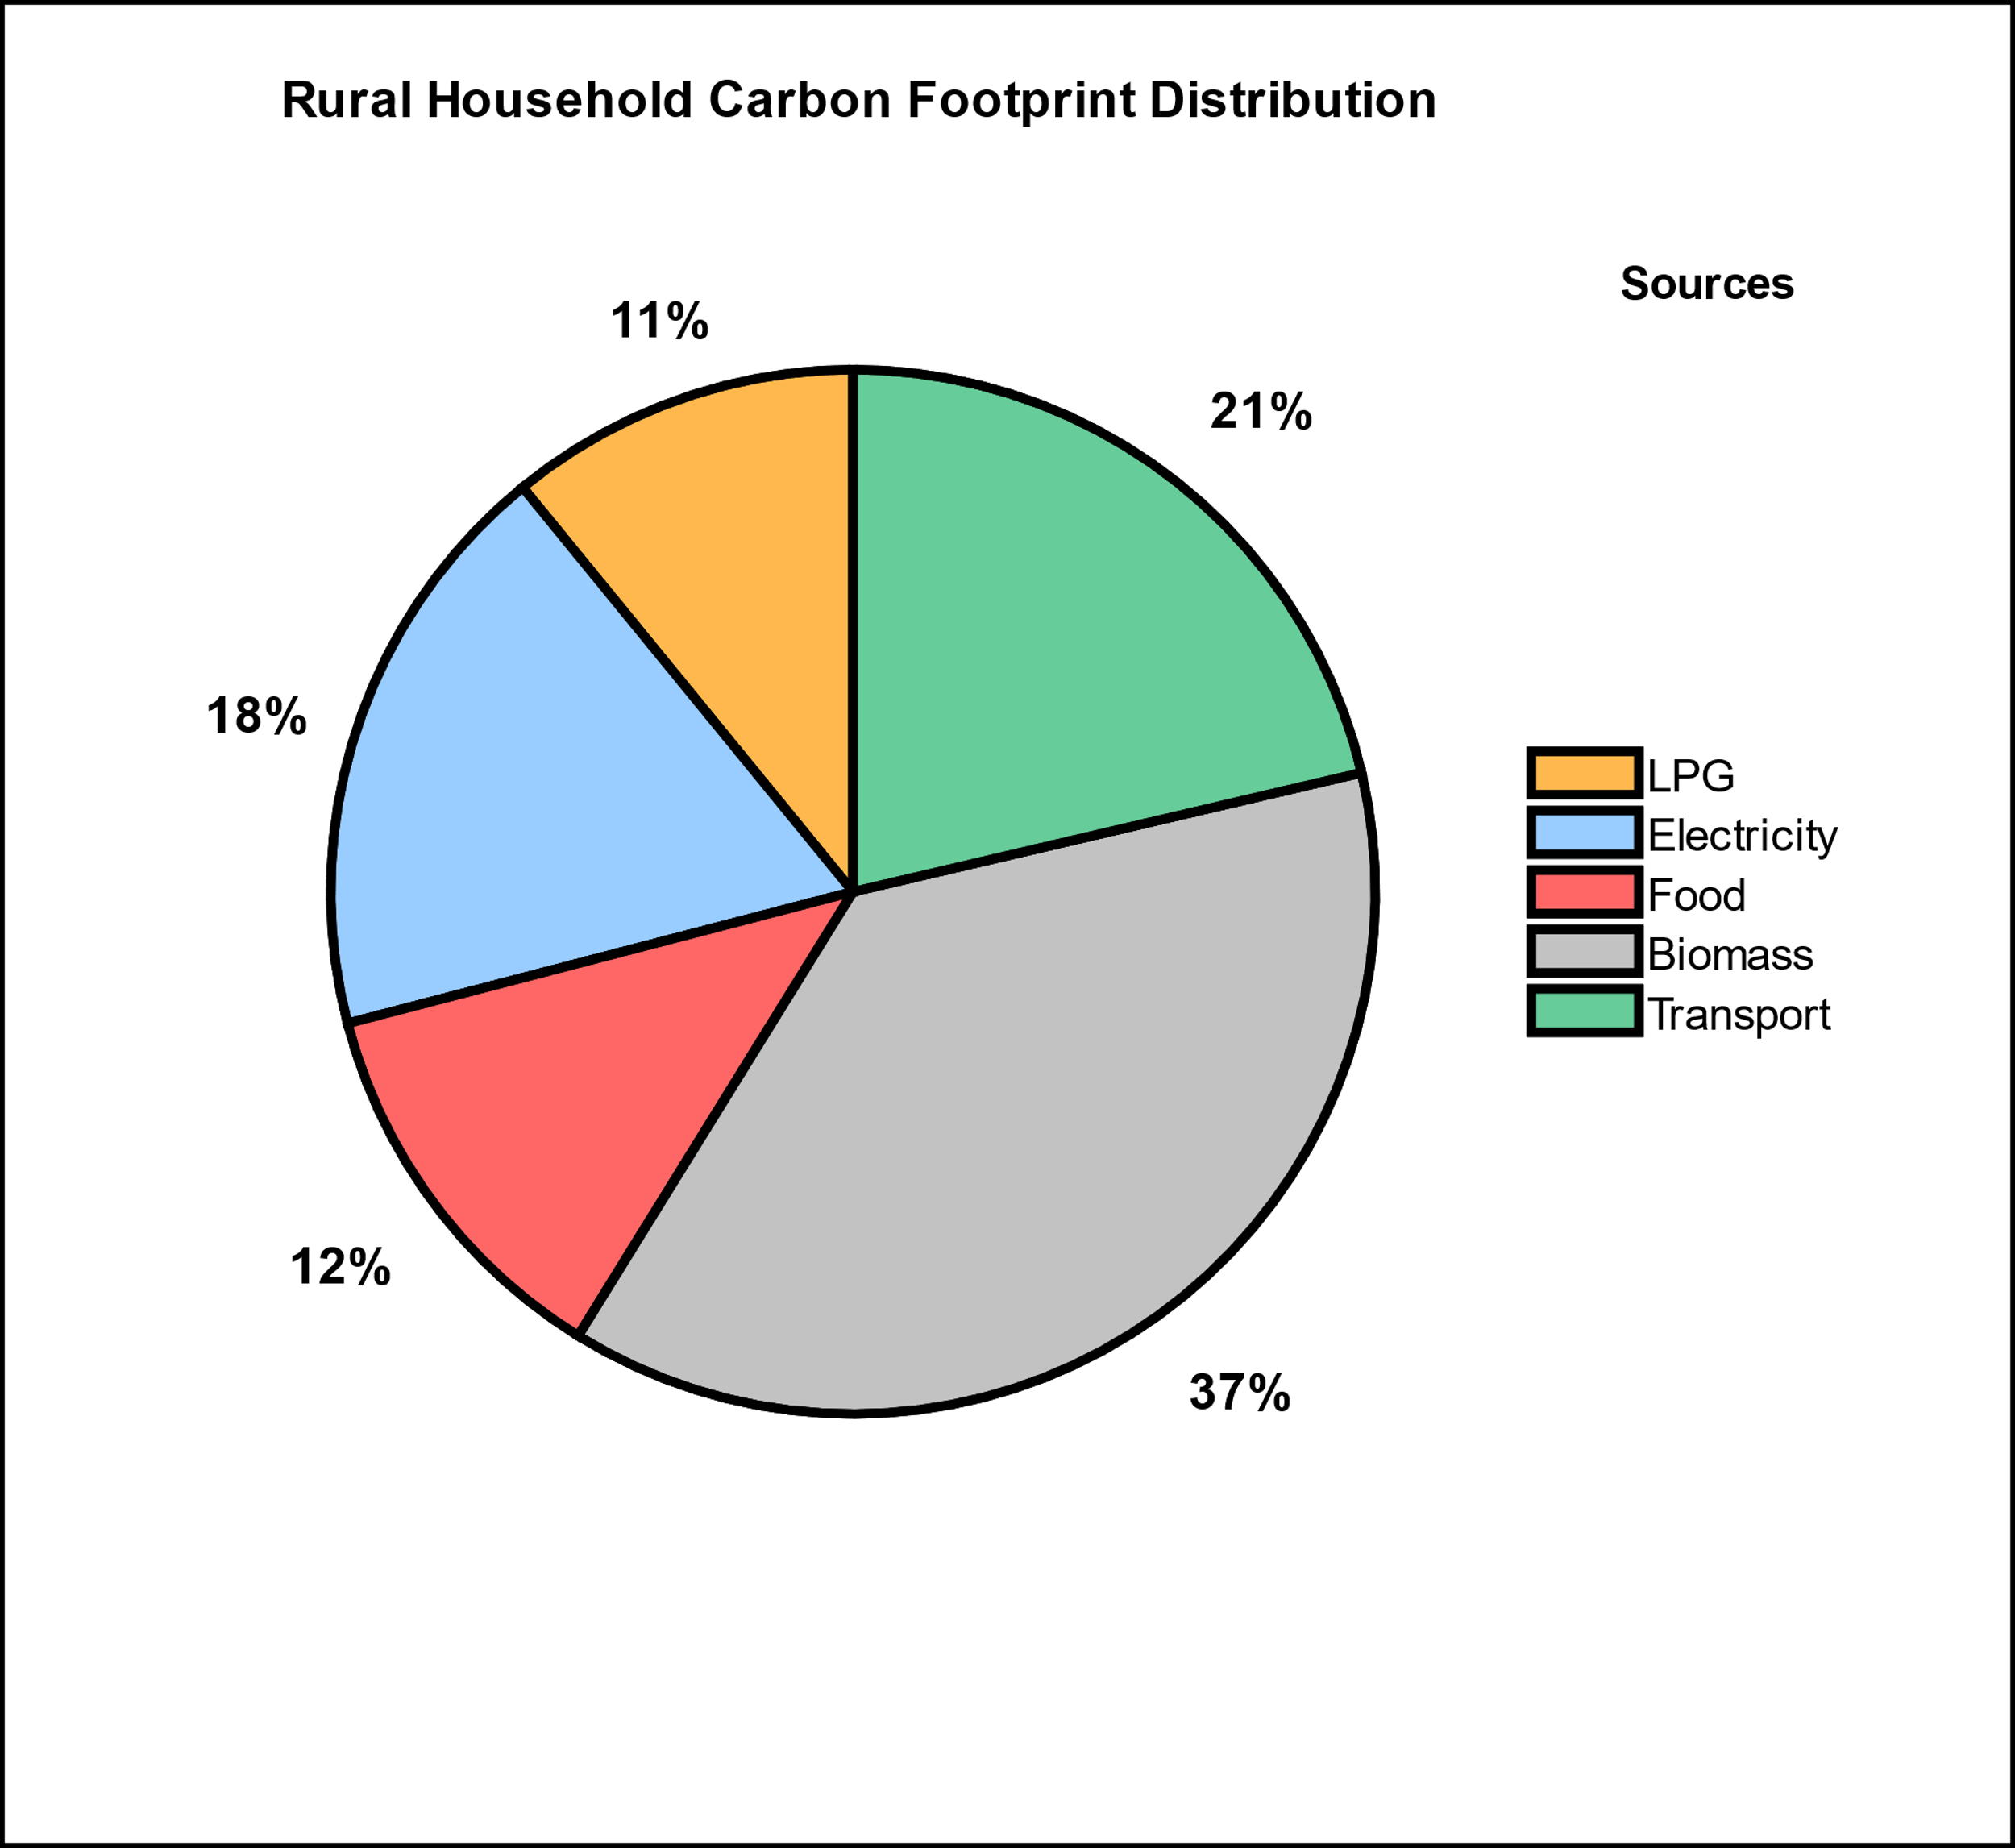 Rural Household Carbon Footprint Distribution
Sources
11%
21%
18%
12%
37%
LPG
Electricity
Food
Biomass
Transport